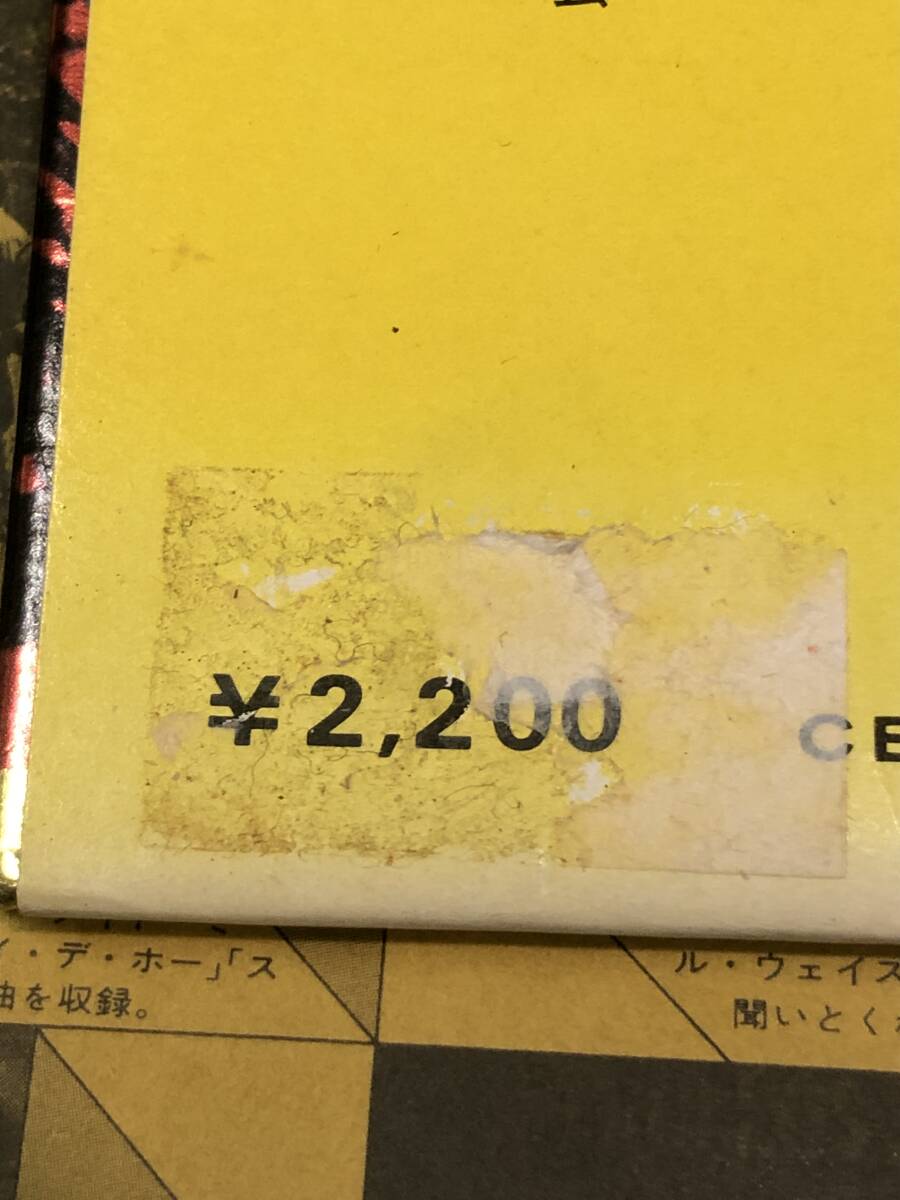 ¥2,200
CE
イ・デ・ホー」「ス
曲を収録。
ル・ウェイズ
聞いとくれ